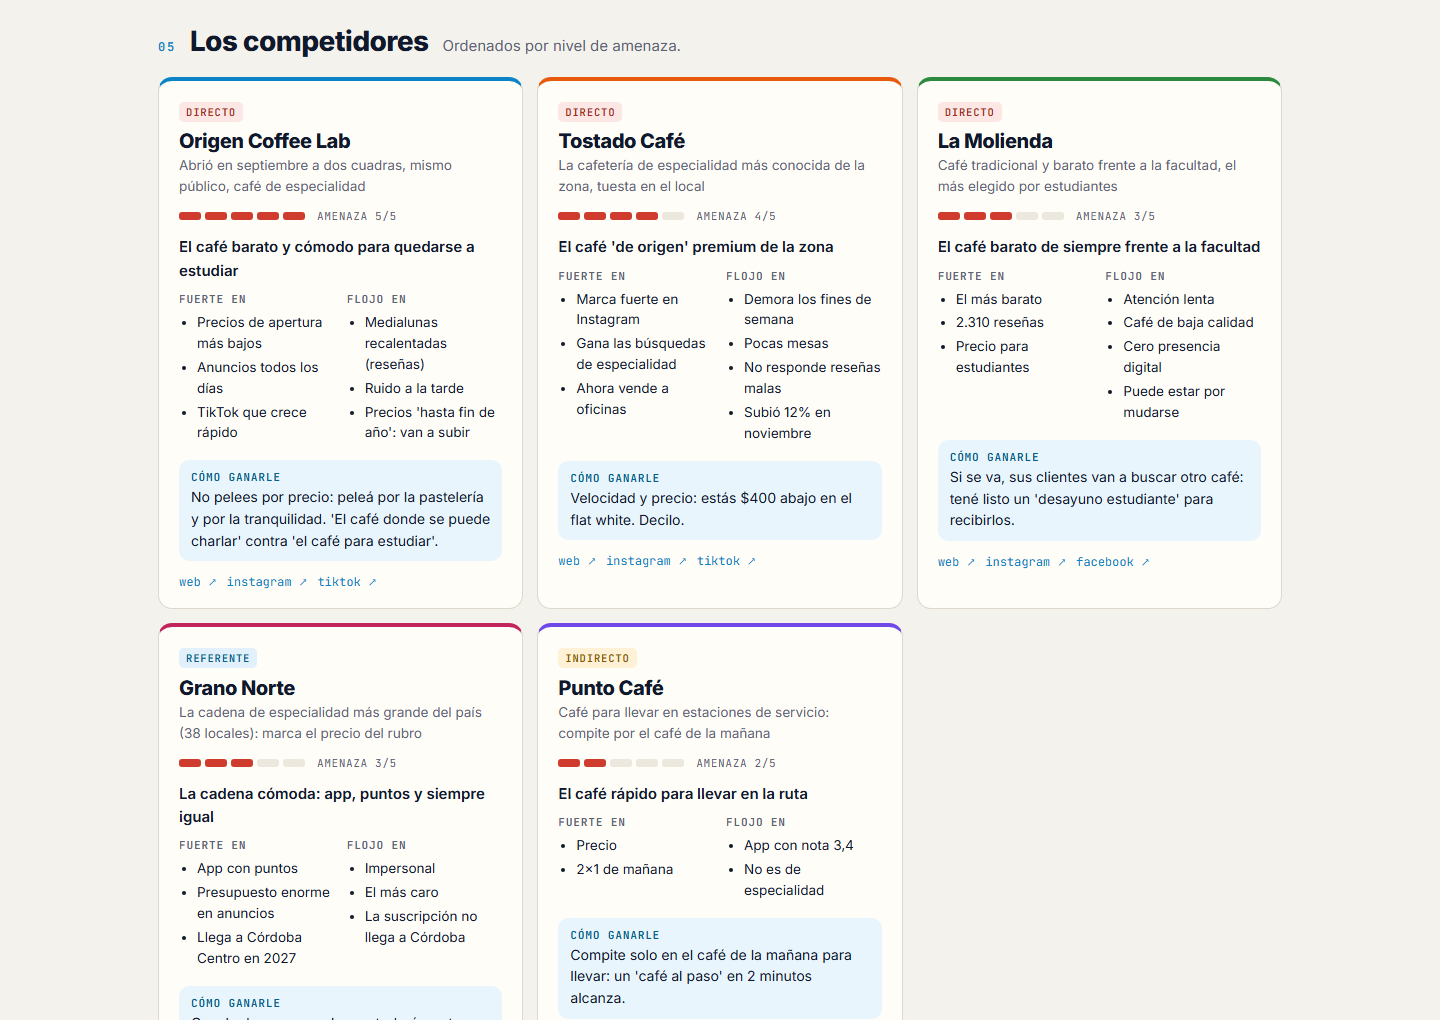 05 Los competidores Ordenados por nivel de amenaza.
DIRECTO
Origen Coffee Lab
Abrió en septiembre a dos cuadras, mismo
público, café de especialidad
AMENAZA 5/5
El café barato y cómodo para quedarse a
estudiar
FUERTE EN
• Precios de apertura
más bajos
• Anuncios todos los
días
• TikTok que crece
rápido
FLOJO EN
• Medialunas
recalentadas
(reseñas)
• Ruido a la tarde
• Precios 'hasta fin de
año': van a subir
CÓMO GANARLE
No pelees por precio: peleá por la pastelería
y por la tranquilidad. 'El café donde se puede
charlar' contra 'el café para estudiar'.
web ↗ instagram ↗ tiktok ↗
DIRECTO
Tostado Café
La cafetería de especialidad más conocida de la
zona, tuesta en el local
AMENAZA 4/5
El café 'de origen' premium de la zona
FUERTE EN
• Marca fuerte en
Instagram
• Gana las búsquedas
de especialidad
• Ahora vende a
oficinas
FLOJO EN
• Demora los fines de
semana
• Pocas mesas
• No responde reseñas
malas
• Subió 12% en
noviembre
CÓMO GANARLE
Velocidad y precio: estás $400 abajo en el
flat white. Decilo.
web ↗ instagram ↗ tiktok ↗
DIRECTO
La Molienda
Café tradicional y barato frente a la facultad, el
más elegido por estudiantes
AMENAZA 3/5
El café barato de siempre frente a la facultad
FUERTE EN
• El más barato
• 2.310 reseñas
• Precio para
estudiantes
FLOJO EN
• Atención lenta
• Café de baja calidad
• Cero presencia
digital
• Puede estar por
mudarse
CÓMO GANARLE
Si se va, sus clientes van a buscar otro café:
tené listo un 'desayuno estudiante' para
recibirlos.
web ↗ instagram ↗ facebook ↗
REFERENTE
Grano Norte
La cadena de especialidad más grande del país
(38 locales): marca el precio del rubro
AMENAZA 3/5
La cadena cómoda: app, puntos y siempre
igual
FUERTE EN
• App con puntos
• Presupuesto enorme
en anuncios
• Llega a Córdoba
Centro en 2027
FLOJO EN
• Impersonal
• El más caro
• La suscripción no
llega a Córdoba
CÓMO GANARLE
INDIRECTO
Punto Café
Café para llevar en estaciones de servicio:
compite por el café de la mañana
AMENAZA 2/5
El café rápido para llevar en la ruta
FUERTE EN
• Precio
• 2×1 de mañana
FLOJO EN
• App con nota 3,4
• No es de
especialidad
CÓMO GANARLE
Compite solo en el café de la mañana para
llevar: un 'café al paso' en 2 minutos
alcanza.